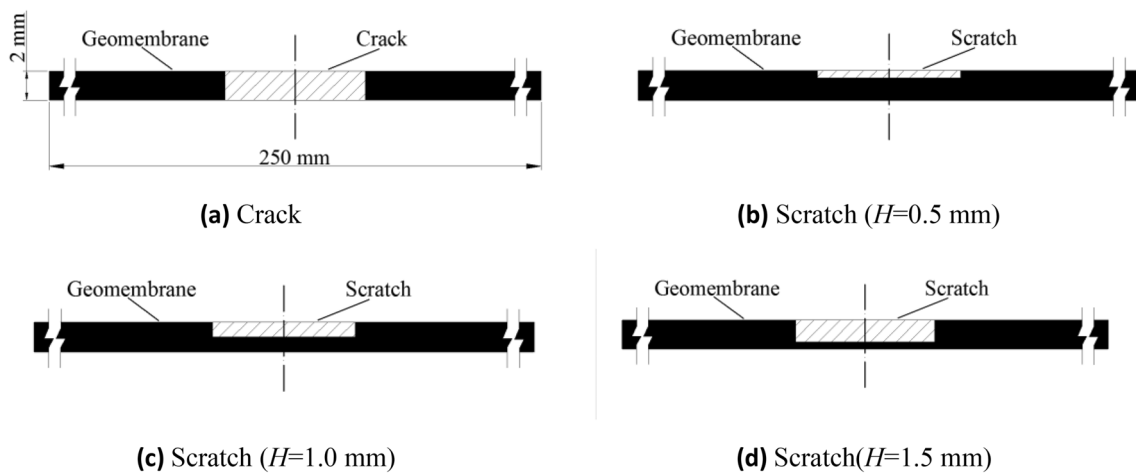 Geomembrane Crack
2 mm
250 mm
(a) Crack
Geomembrane Scratch
(b) Scratch (H=0.5 mm)
Geomembrane Scratch
(c) Scratch (H=1.0 mm)
Geomembrane Scratch
(d) Scratch(H=1.5 mm)